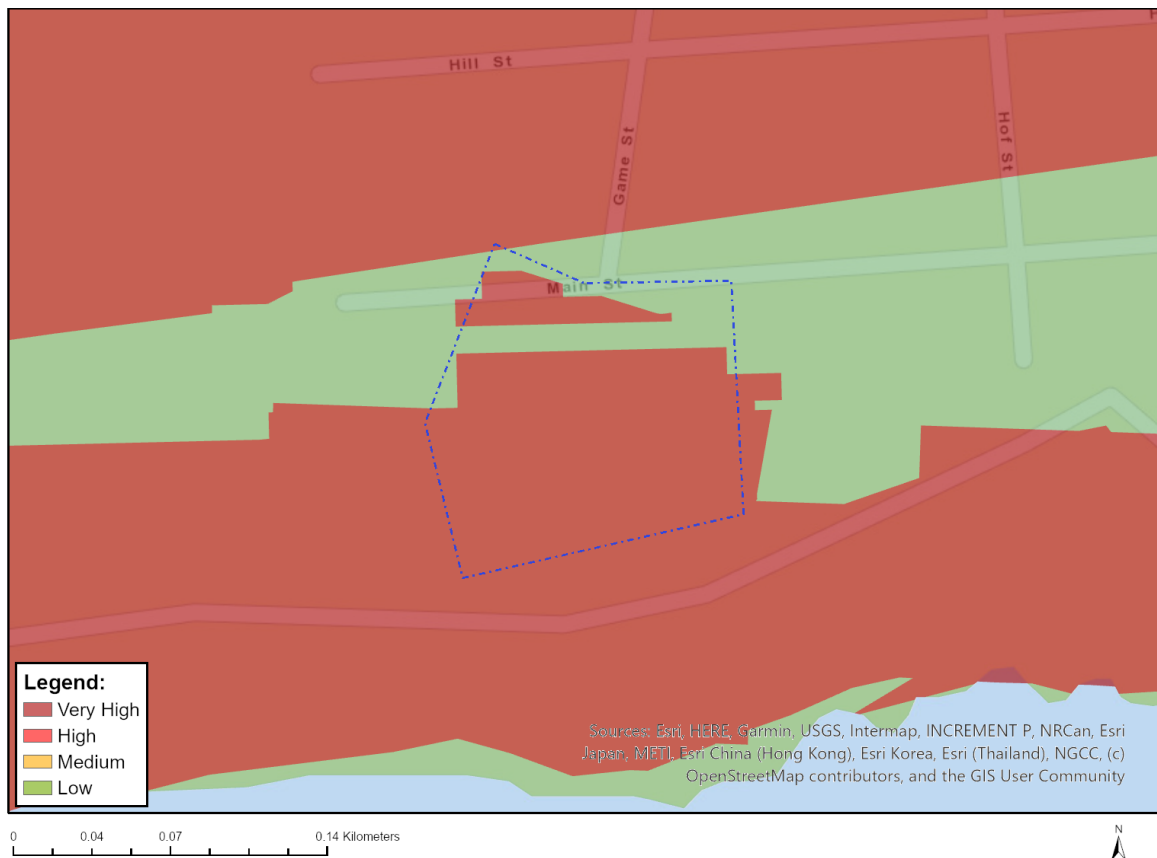 Hill St
Game St
Hof St
Main St
Legend:
Very High
High
Medium
Low
Sources: Esri, HERE, Garmin, USGS, Intermap, INCREMENT P, NRCan, Esri
Japan, METI, Esri China (Hong Kong), Esri Korea, Esri (Thailand), NGCC, (c)
OpenStreetMap contributors, and the GIS User Community
0 0.04 0.07 0.14 Kilometers
N